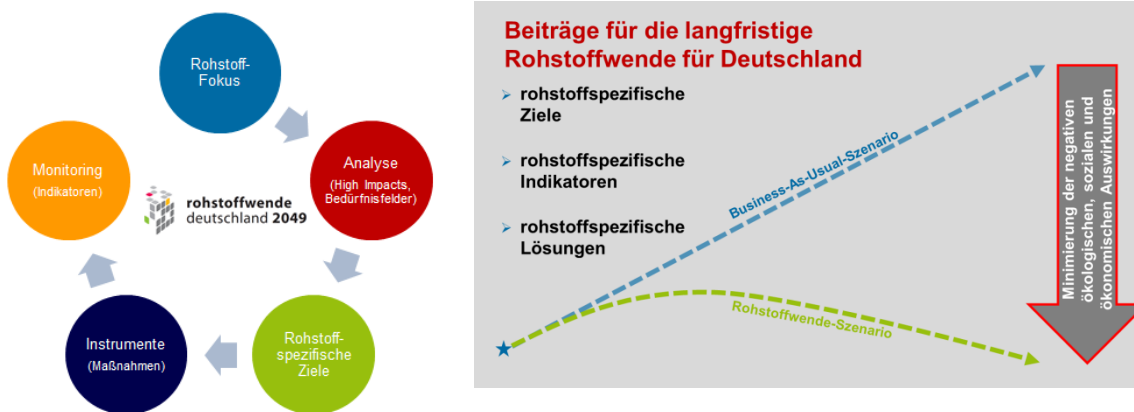 Rohstoff-
Fokus
Analyse
(High Impacts,
Bedürfnisfelder)
Rohstoff-
spezifische
Ziele
Instrumente
(Maßnahmen)
Monitoring
(Indikatoren)
rohstoffwende
deutschland 2049
Beiträge für die langfristige
Rohstoffwende für Deutschland
➢ rohstoffspezifische
Ziele
➢ rohstoffspezifische
Indikatoren
➢ rohstoffspezifische
Lösungen
Business-As-Usual-Szenario
Rohstoffwende-Szenario
Minimierung der negativen
ökologischen, sozialen und
ökonomischen Auswirkungen